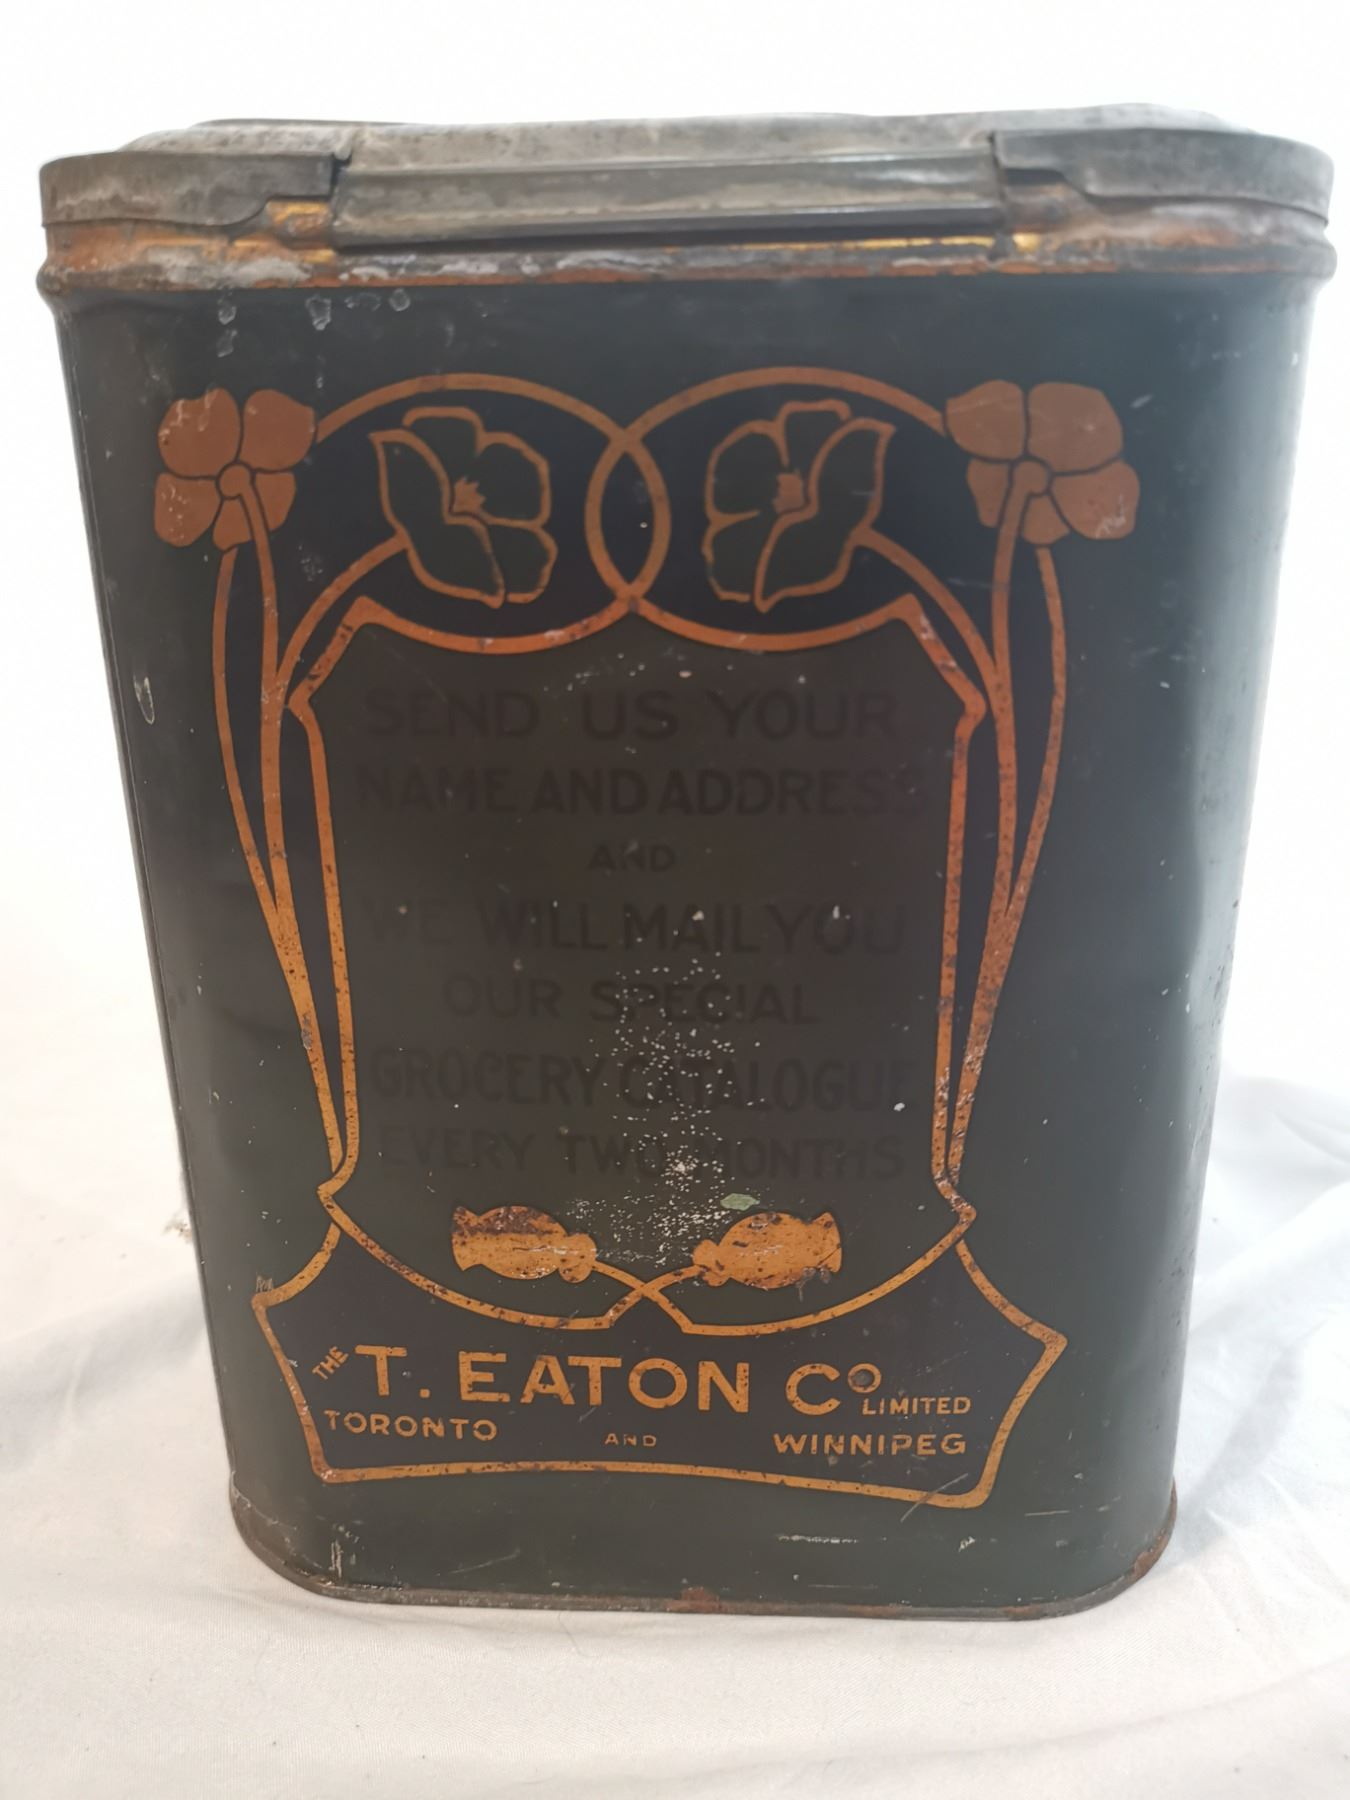 SEND US YOUR
NAME AND ADDRESS
AND
WE WILL MAIL YOU
OUR SPECIAL
GROCERY CATALOGUE
EVERY TWO MONTHS
THE T. EATON Co LIMITED
TORONTO AND WINNIPEG